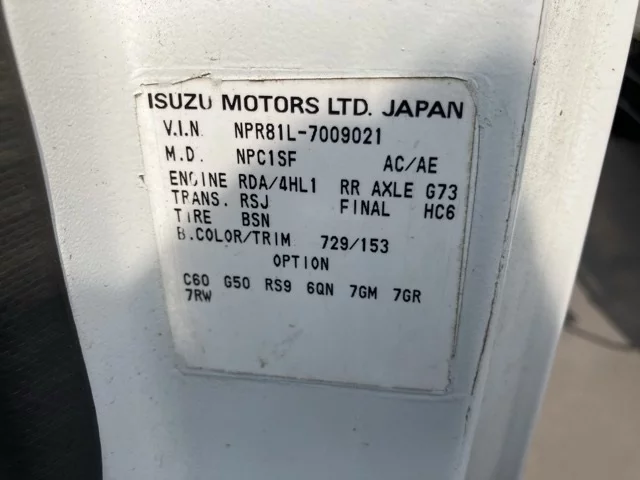 ISUZU MOTORS LTD. JAPAN
V.I.N. NPR81L-7009021
M.D. NPC1SF AC/AE
ENGINE RDA/4HL1 RR AXLE G73
TRANS. RSJ FINAL HC6
TIRE BSN
B.COLOR/TRIM 729/153
OPTION
C60 G50 RS9 6QN 7GM 7GR
7RW